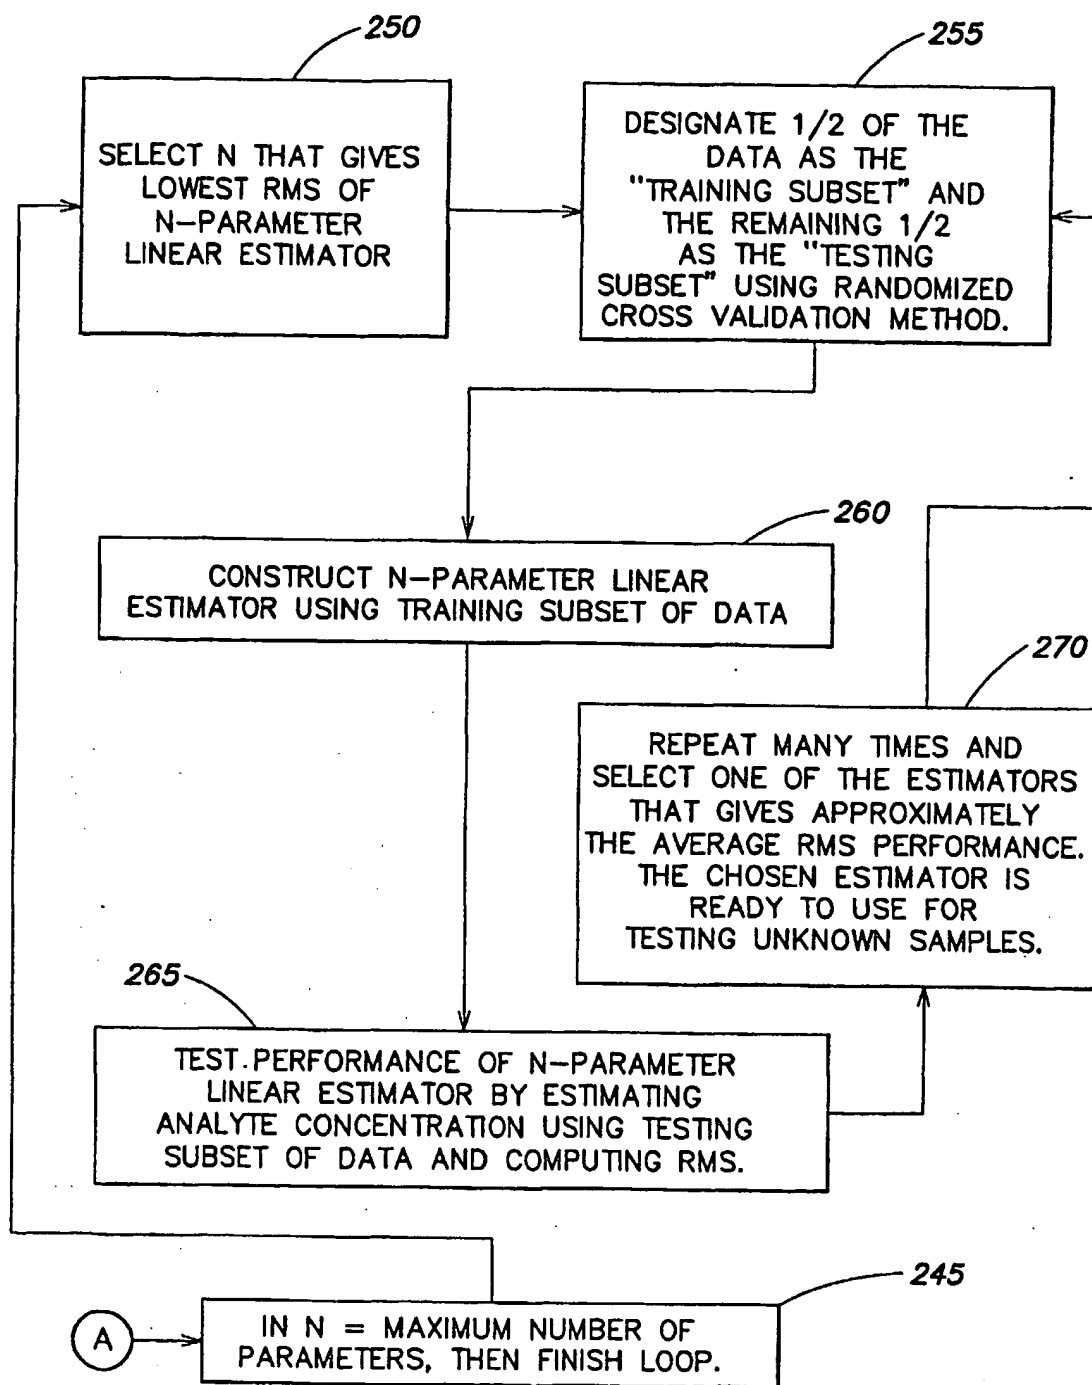 250
SELECT N THAT GIVES
LOWEST RMS OF
N-PARAMETER
LINEAR ESTIMATOR
255
DESIGNATE 1/2 OF THE
DATA AS THE
"TRAINING SUBSET" AND
THE REMAINING 1/2
AS THE "TESTING
SUBSET" USING RANDOMIZED
CROSS VALIDATION METHOD.
260
CONSTRUCT N-PARAMETER LINEAR
ESTIMATOR USING TRAINING SUBSET OF DATA
270
REPEAT MANY TIMES AND
SELECT ONE OF THE ESTIMATORS
THAT GIVES APPROXIMATELY
THE AVERAGE RMS PERFORMANCE.
THE CHOSEN ESTIMATOR IS
READY TO USE FOR
TESTING UNKNOWN SAMPLES.
265
TEST.PERFORMANCE OF N-PARAMETER
LINEAR ESTIMATOR BY ESTIMATING
ANALYTE CONCENTRATION USING TESTING
SUBSET OF DATA AND COMPUTING RMS.
245
A
IN N = MAXIMUM NUMBER OF
PARAMETERS, THEN FINISH LOOP.